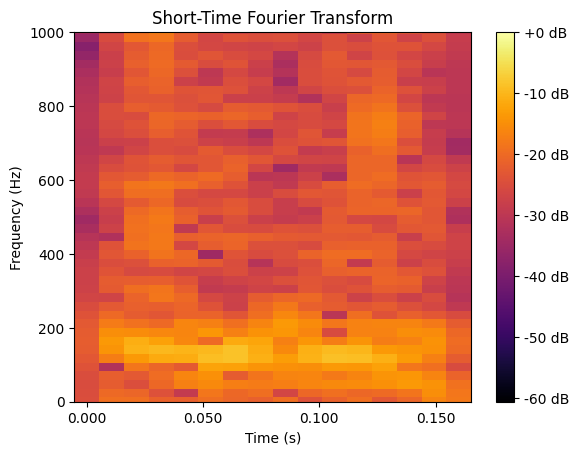 Short-Time Fourier Transform
Frequency (Hz)
1000
800
600
400
200
0
0.000
0.050
0.100
0.150
Time (s)
+0 dB
-10 dB
-20 dB
-30 dB
-40 dB
-50 dB
-60 dB